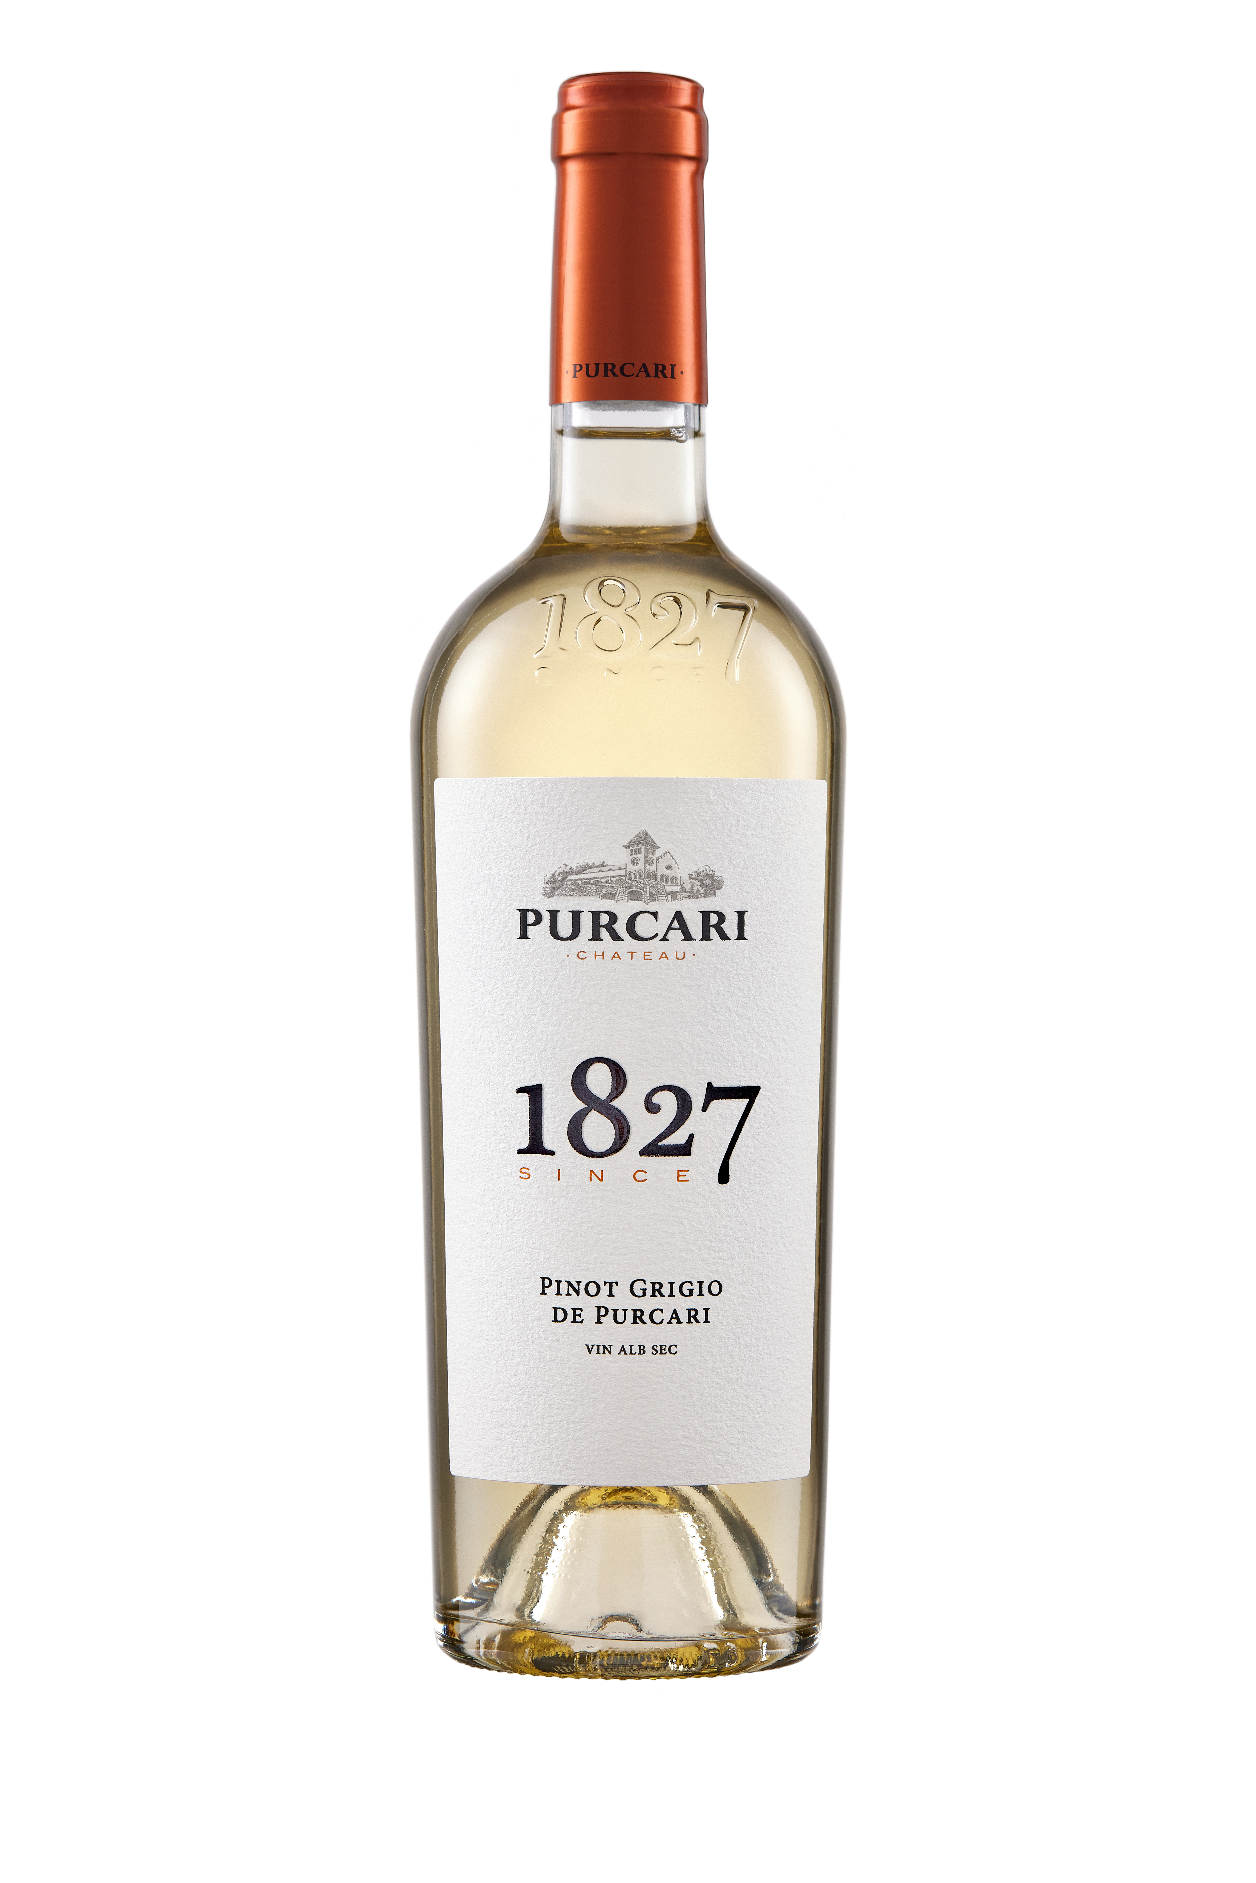 ·PURCARI·
1827
SINCE
PURCARI
·CHATEAU·
1827
SINCE
PINOT GRIGIO
DE PURCARI
VIN ALB SEC